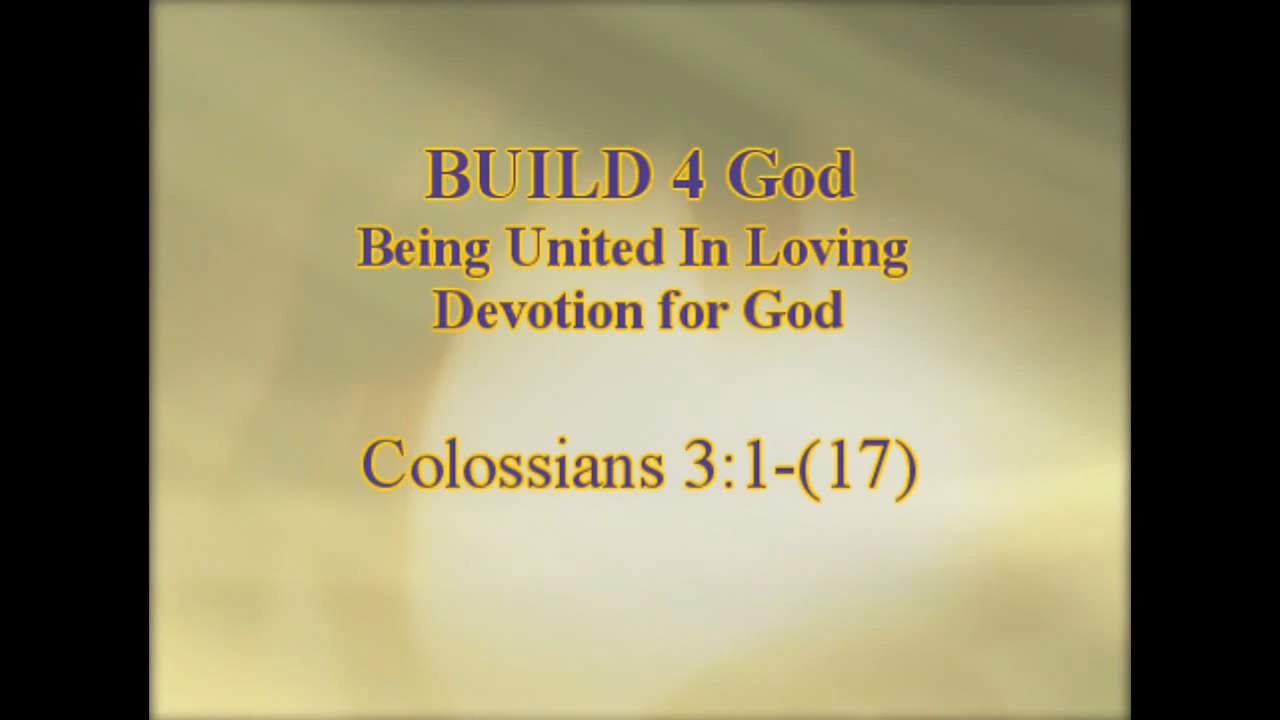 BUILD 4 God
Being United In Loving
Devotion for God
Colossians 3:1-(17)